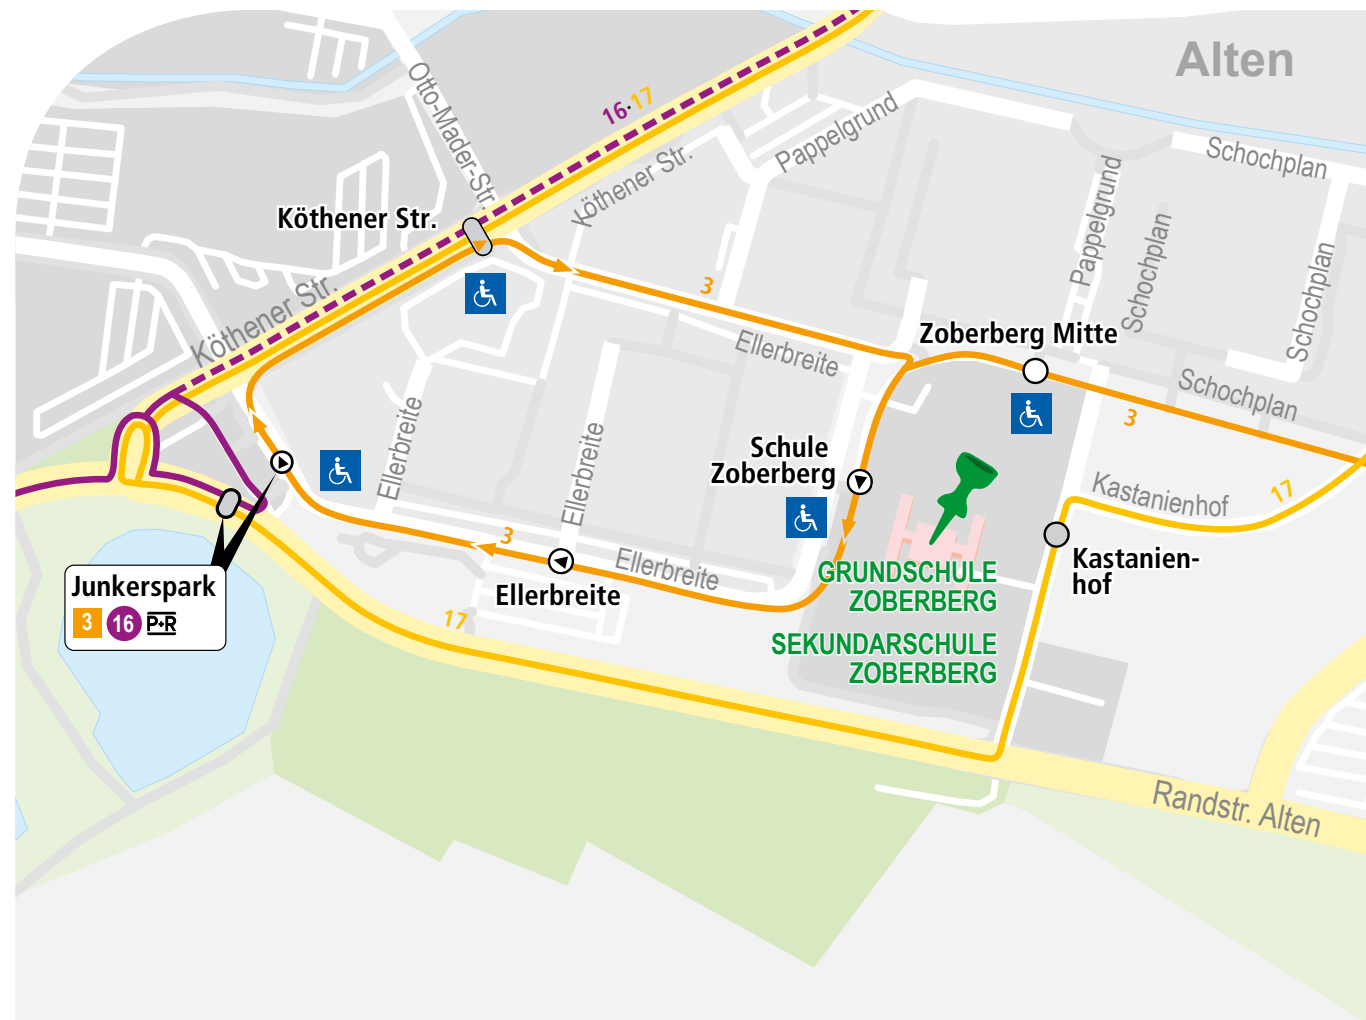 Alten
Otto-Mader-Str.
16·17
Köthener Str.
Pappelgrund
Schochplan
Köthener Str.
Pappelgrund
Schochplan
Schochplan
Köthener Str.
3
Ellerbreite
Zoberberg Mitte
Schochplan
3
Ellerbreite
Ellerbreite
Schule
Zoberberg
Kastanienhof
17
3
Ellerbreite
Ellerbreite
Kastanien-
hof
GRUNDSCHULE
ZOBERBERG
SEKUNDARSCHULE
ZOBERBERG
Junkerspark
3 16 P+R
17
Randstr. Alten